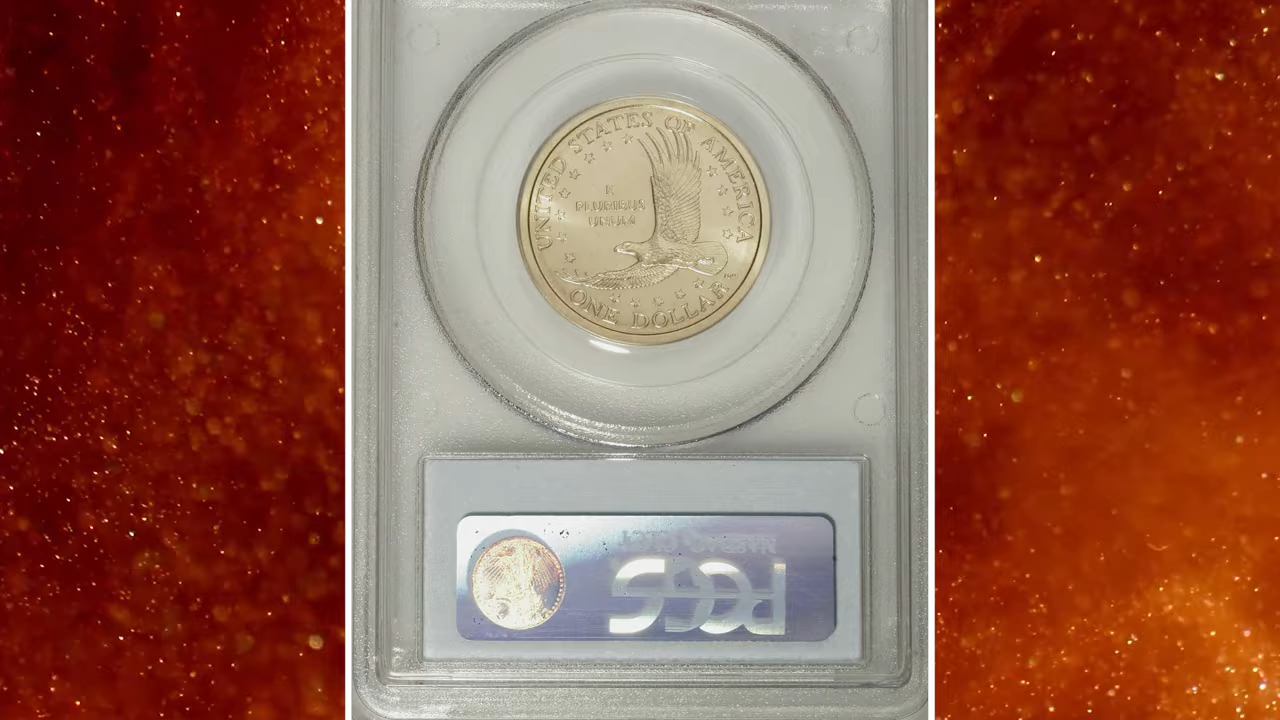 UNITED STATES OF AMERICA
E
PLURIBUS
UNUM
ONE DOLLAR
PCGS